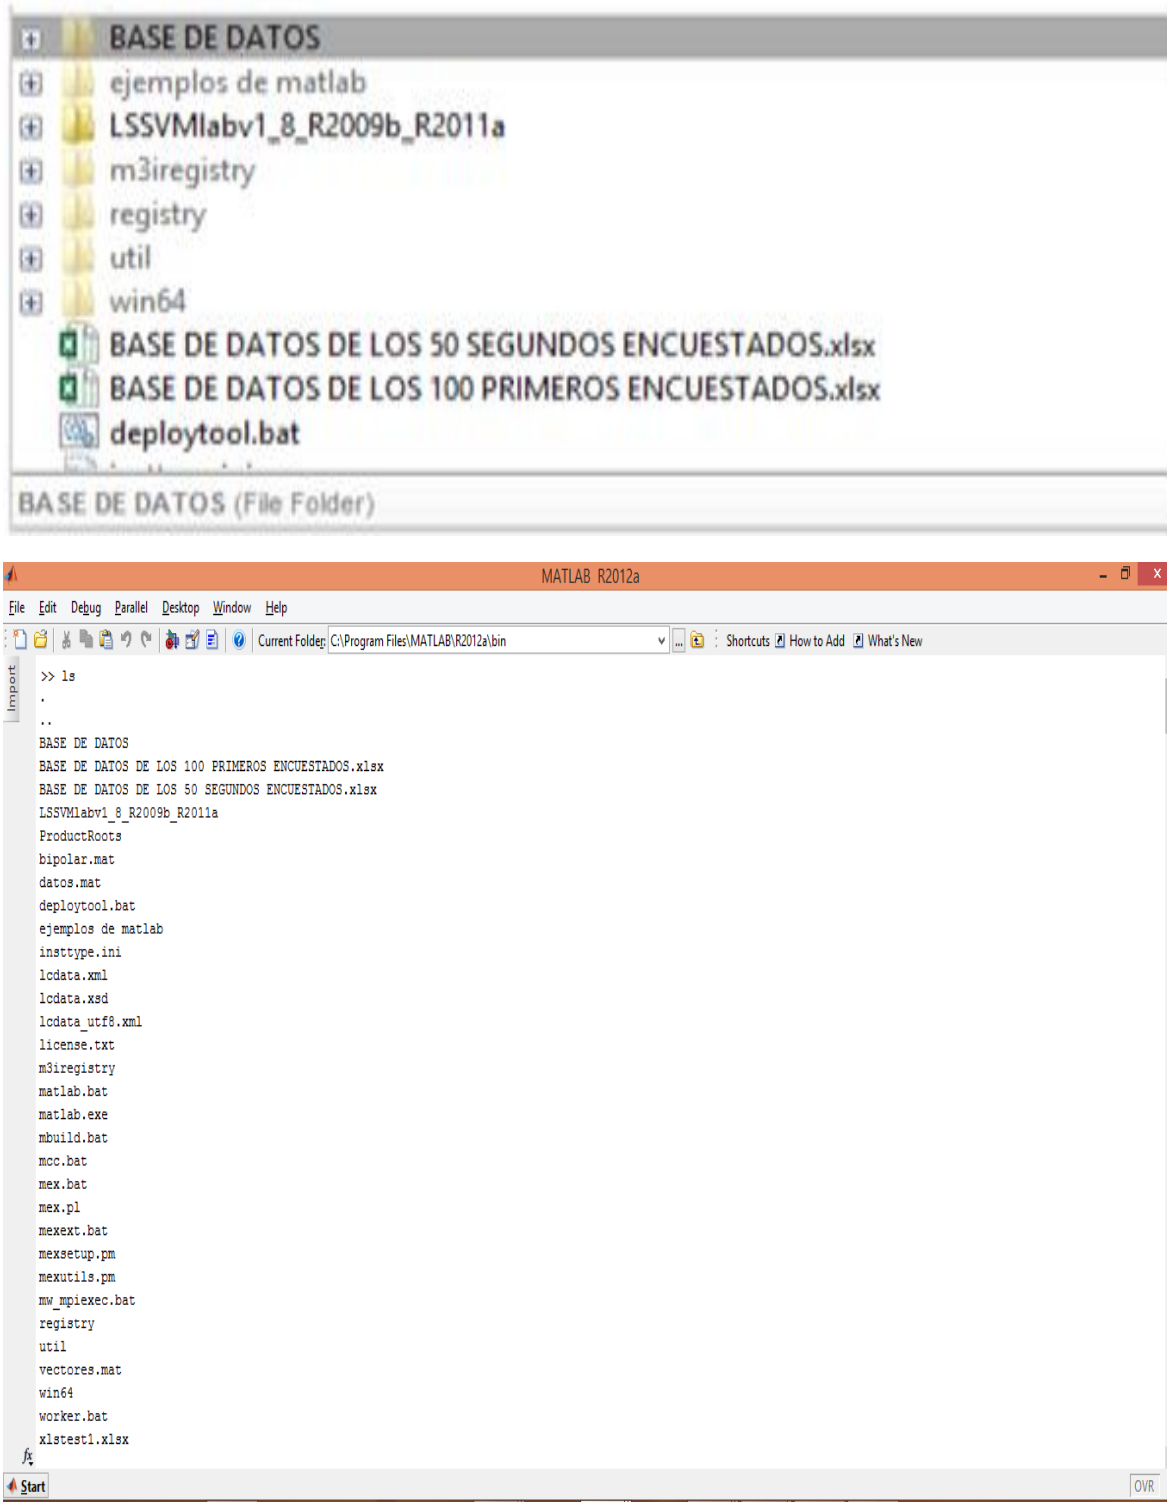 BASE DE DATOS
ejemplos de matlab
LSSVMlabv1_8_R2009b_R2011a
m3iregistry
registry
util
win64
BASE DE DATOS DE LOS 50 SEGUNDOS ENCUESTADOS.xlsx
BASE DE DATOS DE LOS 100 PRIMEROS ENCUESTADOS.xlsx
deploytool.bat
BASE DE DATOS (File Folder)
MATLAB R2012a
File Edit Debug Parallel Desktop Window Help
Current Folder: C:\Program Files\MATLAB\R2012a\bin ... Shortcuts How to Add What's New
Import
>> ls
.
..
BASE DE DATOS
BASE DE DATOS DE LOS 100 PRIMEROS ENCUESTADOS.xlsx
BASE DE DATOS DE LOS 50 SEGUNDOS ENCUESTADOS.xlsx
LSSVMlabv1_8_R2009b_R2011a
ProductRoots
bipolar.mat
datos.mat
deploytool.bat
ejemplos de matlab
insttype.ini
lcdata.xml
lcdata.xsd
lcdata_utf8.xml
license.txt
m3iregistry
matlab.bat
matlab.exe
mbuild.bat
mcc.bat
mex.bat
mex.pl
mexext.bat
mexsetup.pm
mexutils.pm
mw_mpiexec.bat
registry
util
vectores.mat
win64
worker.bat
xlstest1.xlsx
fx
Start
OVR